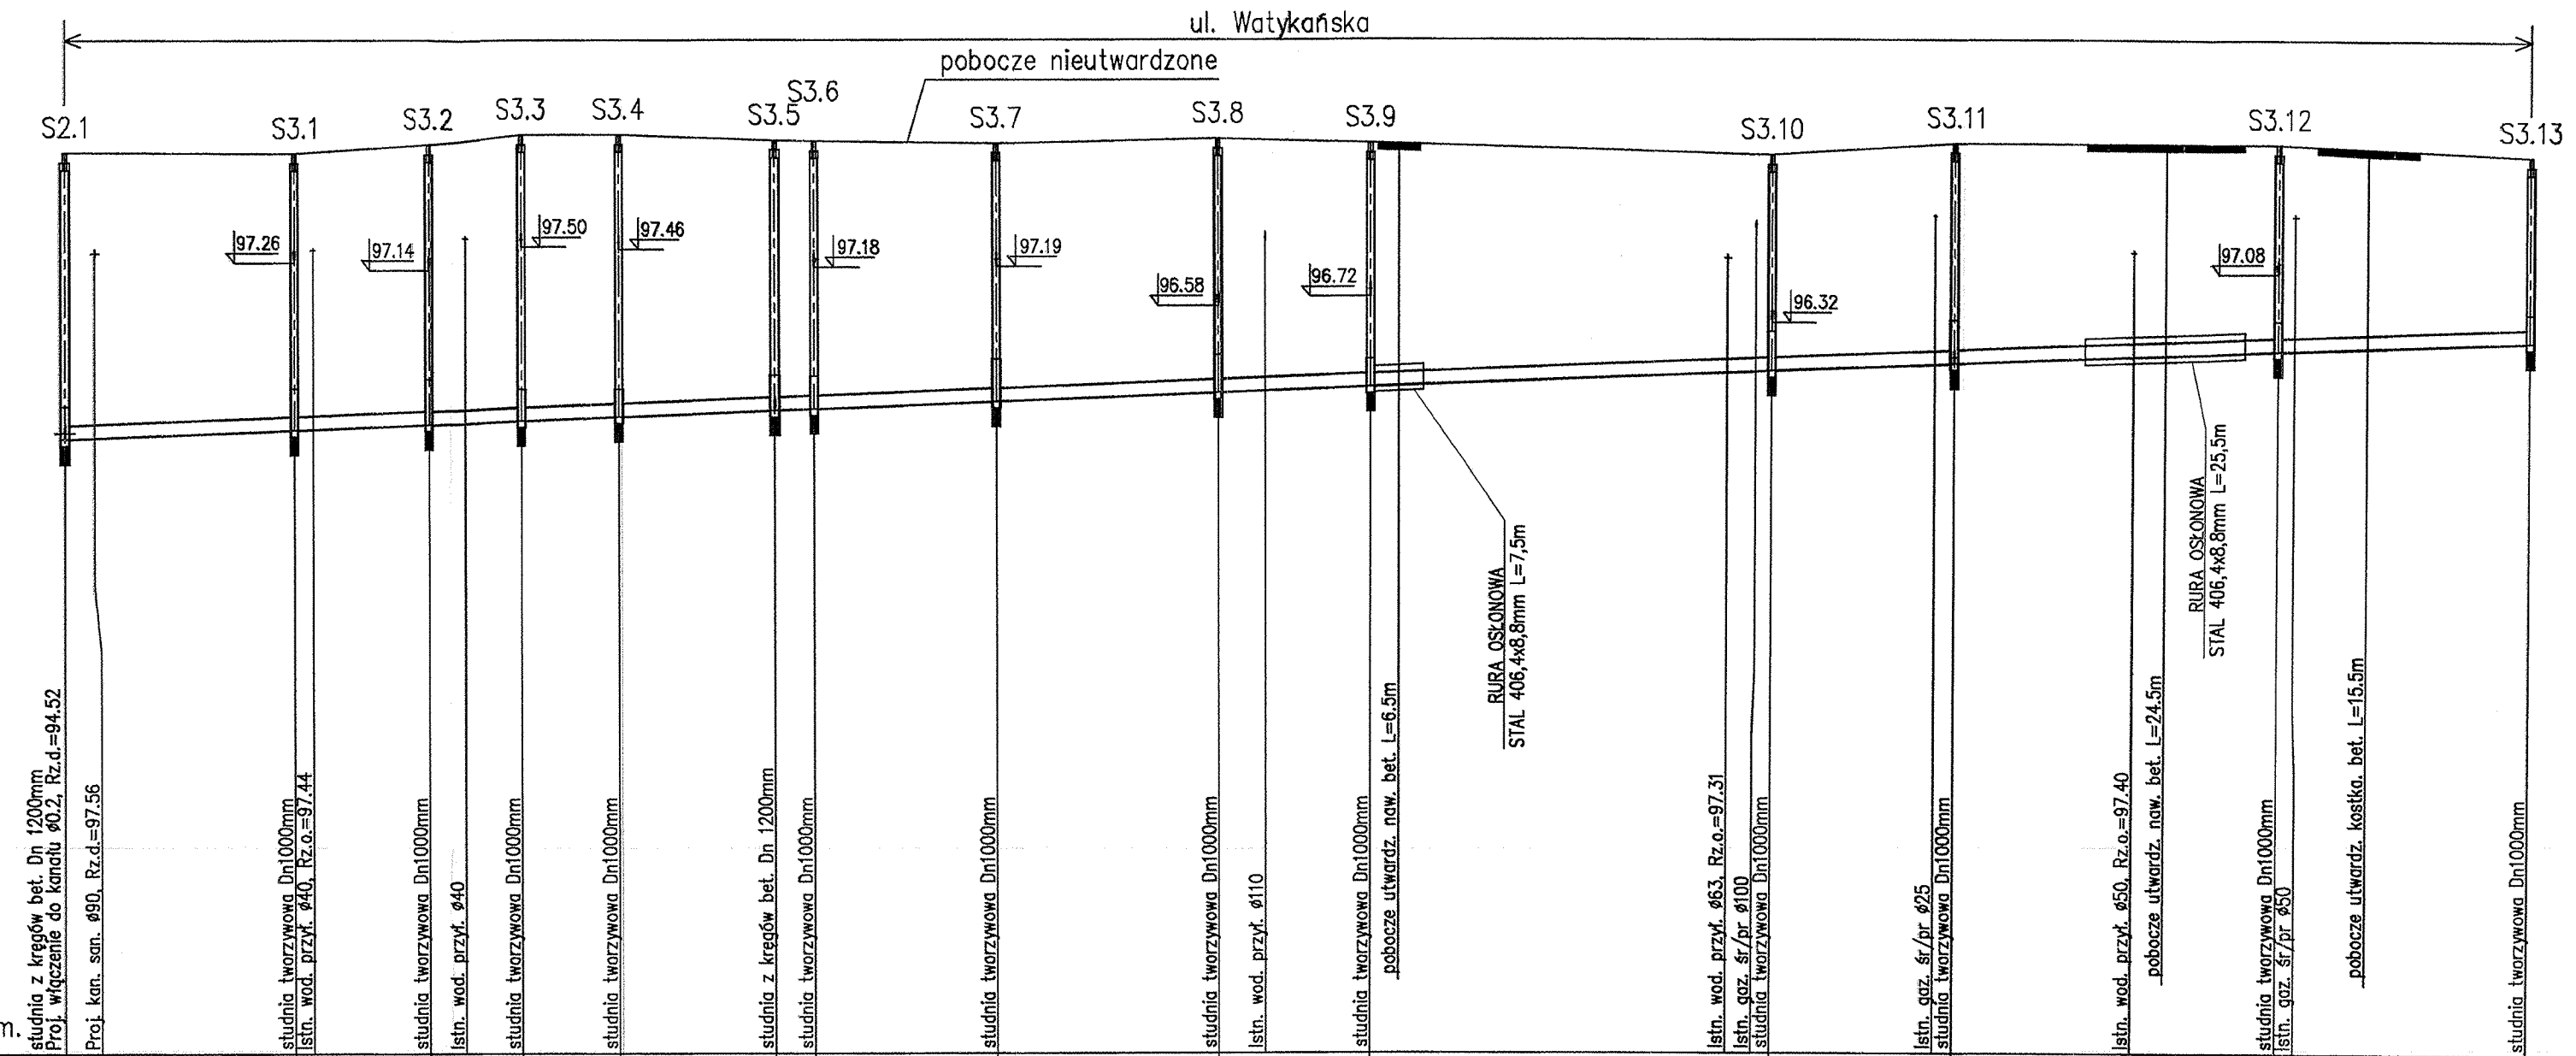 ul. Watykańska
pobocze nieutwardzone
S2.1
S3.1
S3.2
S3.3
S3.4
S3.5
S3.6
S3.7
S3.8
S3.9
S3.10
S3.11
S3.12
S3.13
97.26
97.14
97.50
97.46
97.18
97.19
96.58
96.72
96.32
97.08
studnia z kręgów bet. Dn 1200mm
Proj. włączenie do kanału ø0.2, Rz.d.=94.52
Proj. kan. san. ø90, Rz.d=97.56
studnia tworzywowa Dn1000mm
Istn. wod. przył. ø40, Rz.o.=97.44
studnia tworzywowa Dn1000mm
Istn. wod. przył. ø40
studnia tworzywowa Dn1000mm
studnia tworzywowa Dn1000mm
studnia z kręgów bet. Dn 1200mm
studnia tworzywowa Dn1000mm
studnia tworzywowa Dn1000mm
studnia tworzywowa Dn1000mm
Istn. wod. przył. ø110
studnia tworzywowa Dn1000mm
pobocze utwardz. naw. bet. L=6.5m
RURA OSŁONOWA
STAL 406,4x8,8mm L=7,5m
Istn. wod. przył. ø63, Rz.o.=97.31
Istn. gaz. śr/pr ø100
studnia tworzywowa Dn1000mm
Istn. gaz. śr/pr ø25
studnia tworzywowa Dn1000mm
Istn. wod. przył. ø50, Rz.o.=97.40
pobocze utwardz. naw. bet. L=24.5m
RURA OSŁONOWA
STAL 406,4x8,8mm L=25,5m
studnia tworzywowa Dn1000mm
Istn. gaz. śr/pr ø50
pobocze utwardz. kostka. bet. L=15.5m
studnia tworzywowa Dn1000mm
m.